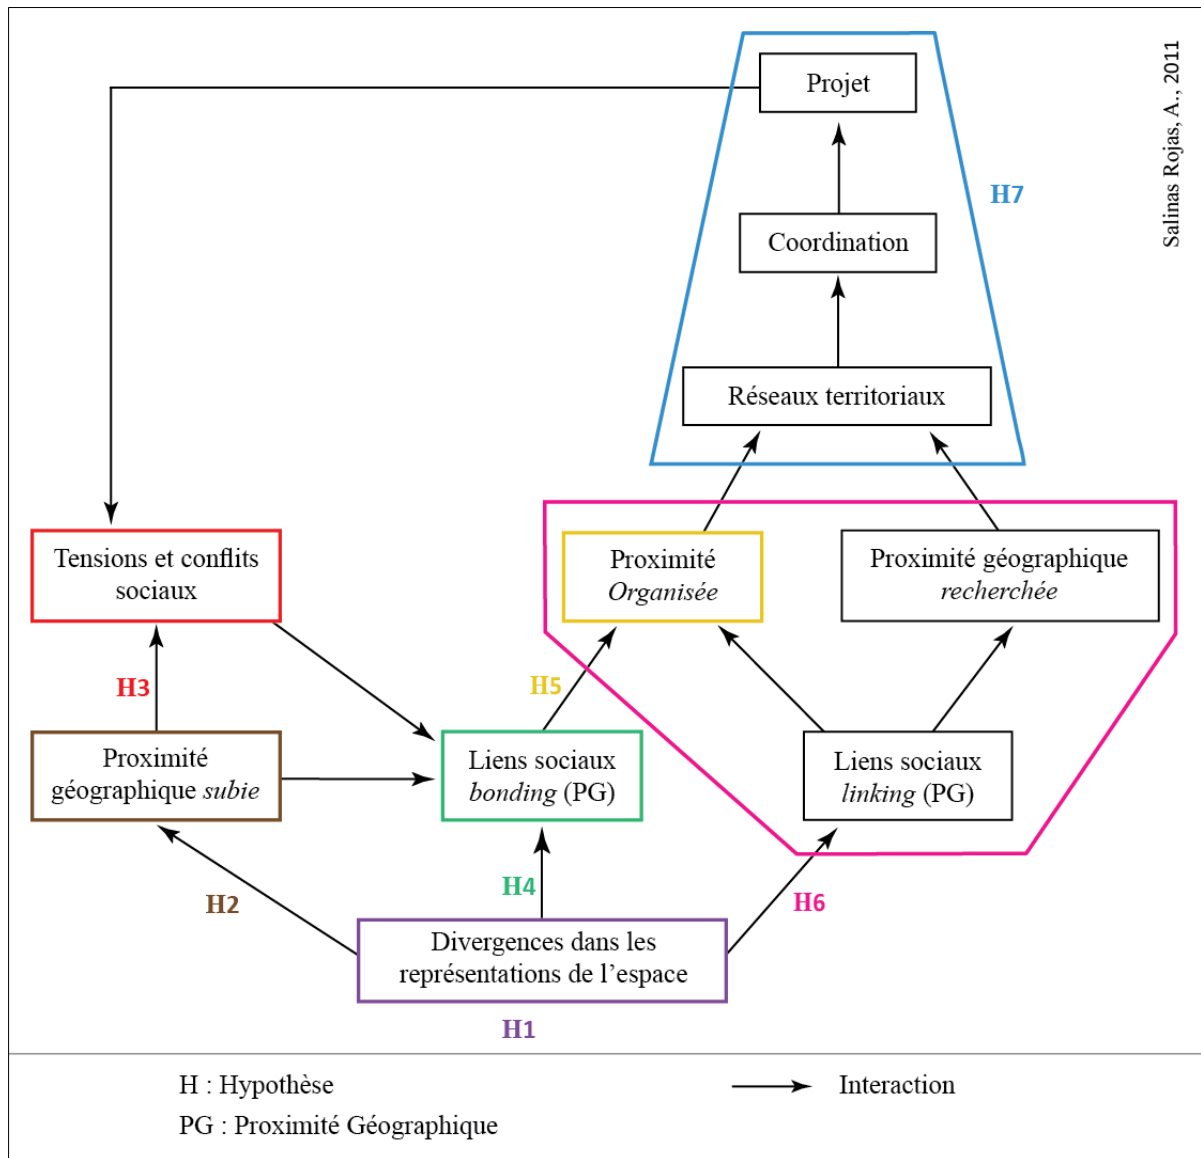 Projet
Salinas Rojas, A., 2011
H7
Coordination
Réseaux territoriaux
Tensions et conflits
sociaux
Proximité
Organisée
Proximité géographique
recherchée
H3
H5
Proximité
géographique subie
Liens sociaux
bonding (PG)
Liens sociaux
linking (PG)
H2
H4
H6
Divergences dans les
représentations de l’espace
H1
H : Hypothèse
Interaction
PG : Proximité Géographique